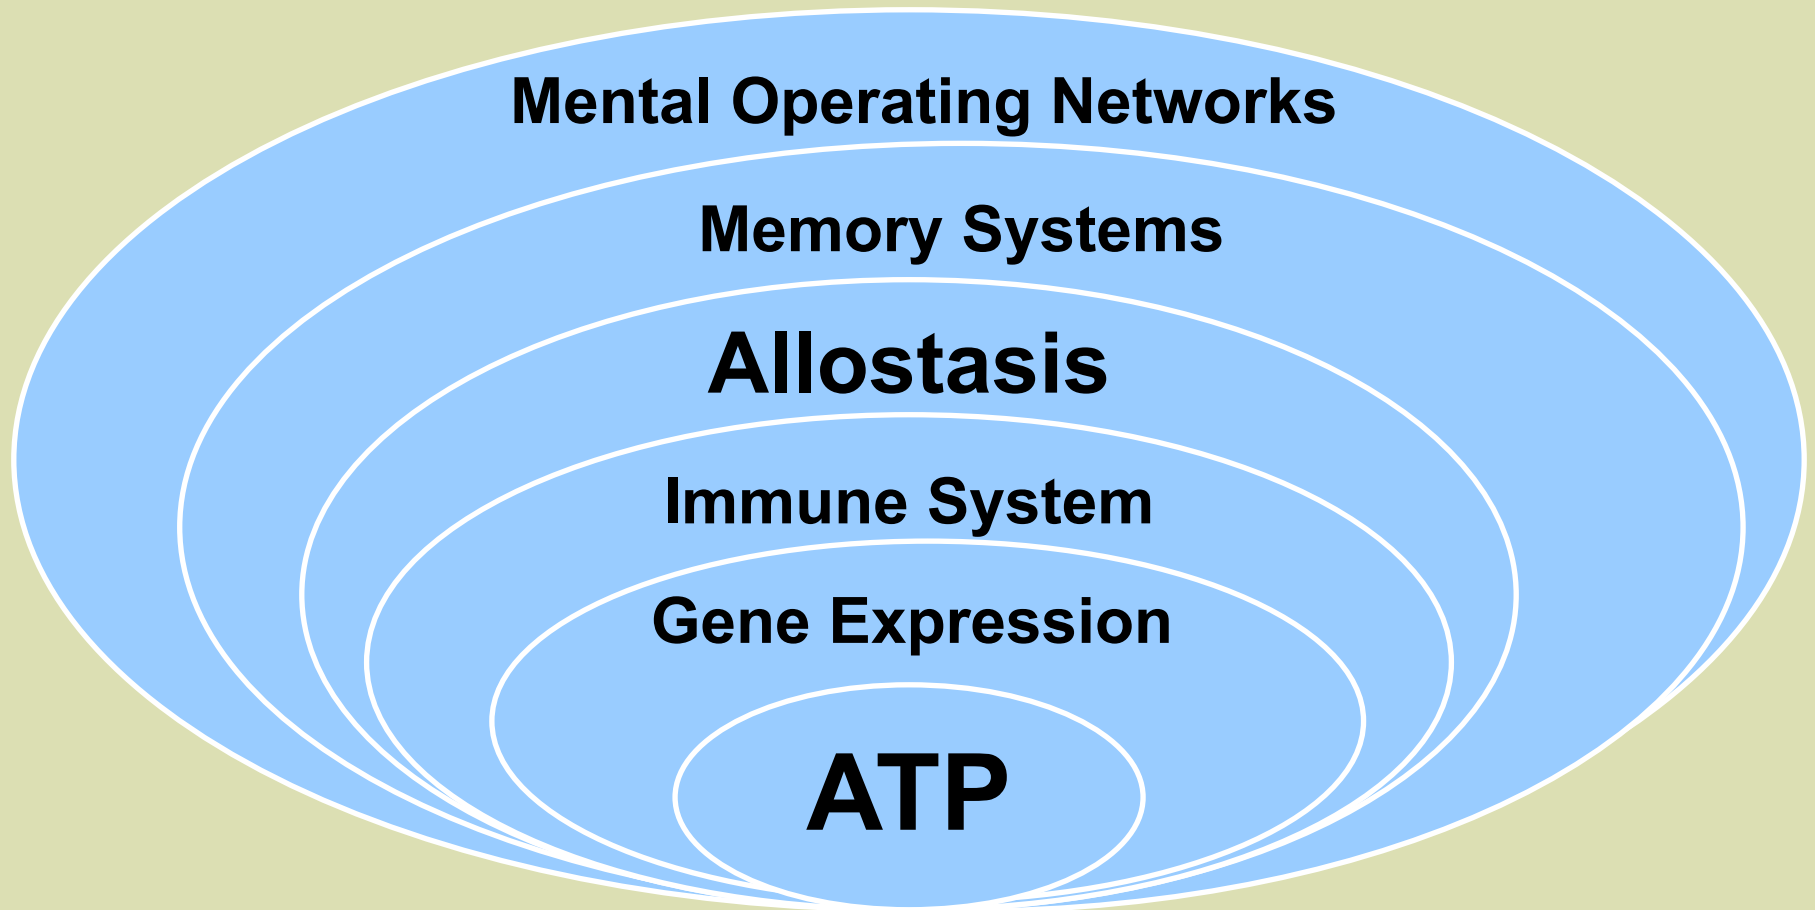 Mental Operating Networks
Memory Systems
Allostasis
Immune System
Gene Expression
ATP